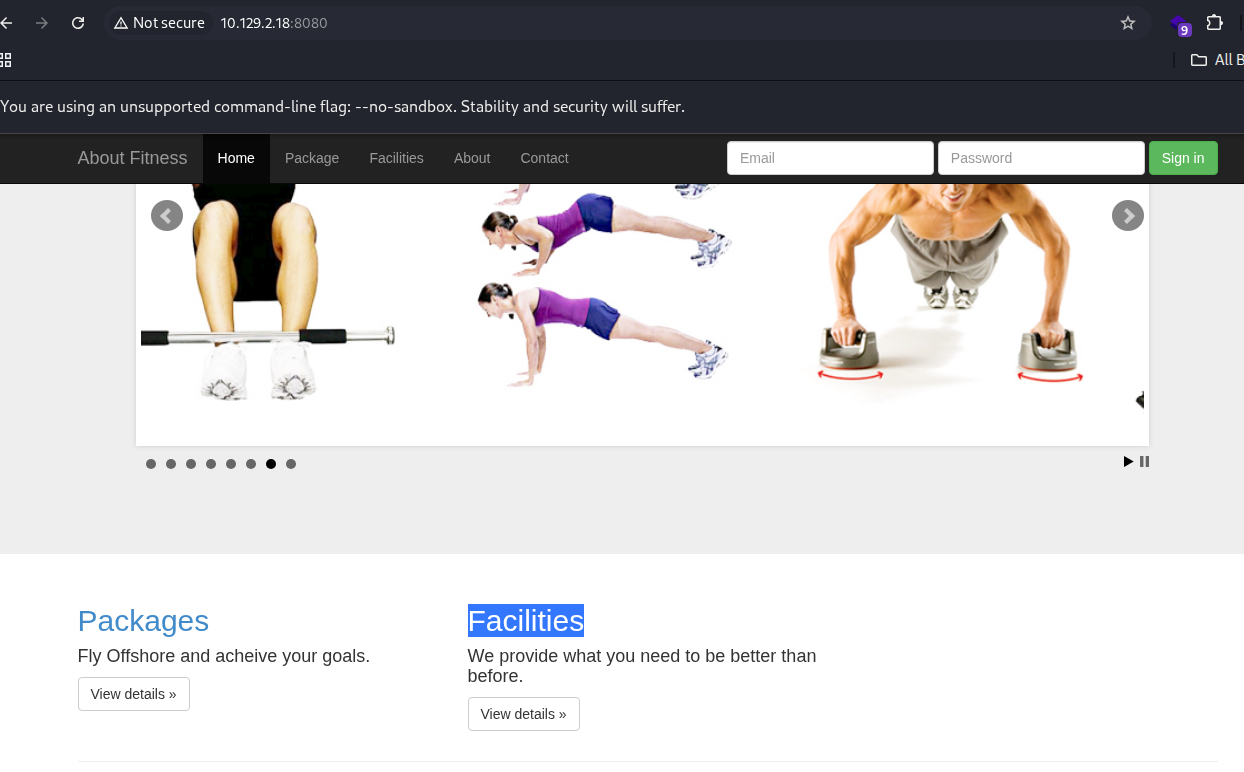 Not secure 10.129.2.18:8080
9
All B
You are using an unsupported command-line flag: --no-sandbox. Stability and security will suffer.
About Fitness Home Package Facilities About Contact Email Password Sign in
Packages
Fly Offshore and acheive your goals.
View details »
Facilities
We provide what you need to be better than
before.
View details »